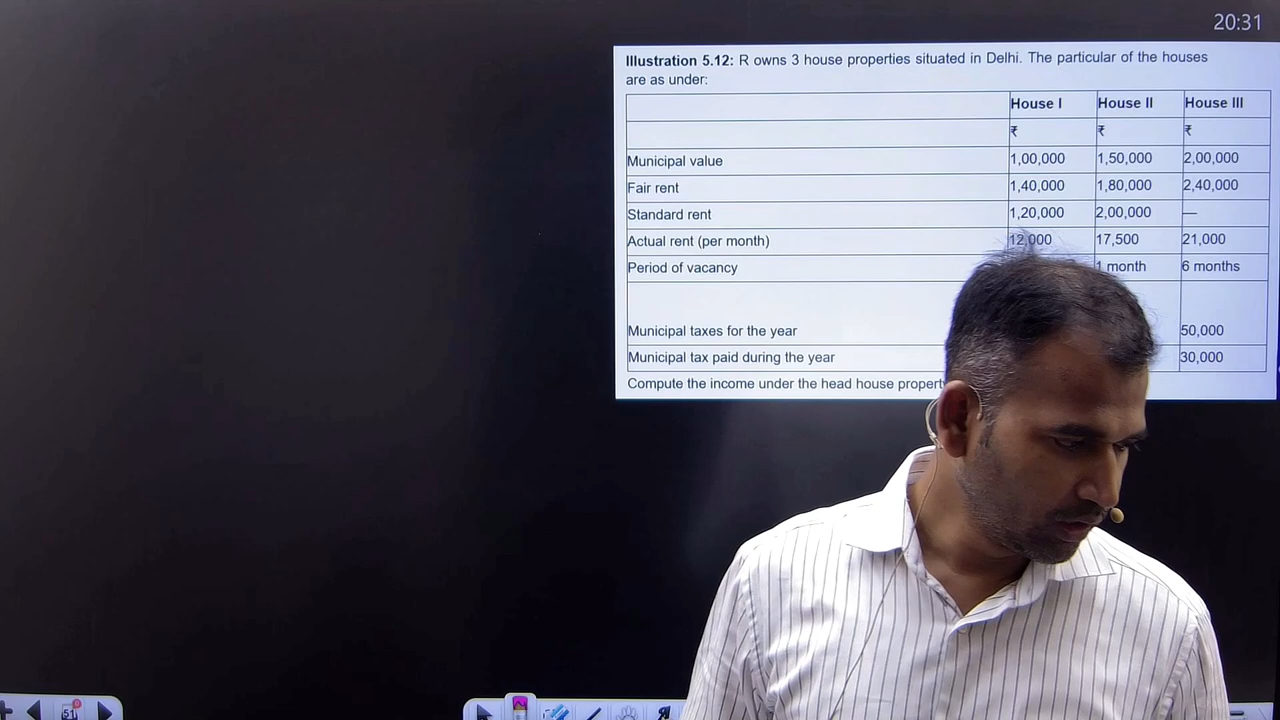 20:31
Illustration 5.12: R owns 3 house properties situated in Delhi. The particular of the houses
are as under:
House I House II House III
₹ ₹ ₹
Municipal value 1,00,000 1,50,000 2,00,000
Fair rent 1,40,000 1,80,000 2,40,000
Standard rent 1,20,000 2,00,000 —
Actual rent (per month) 12,000 17,500 21,000
Period of vacancy 1 month 6 months
Municipal taxes for the year 50,000
Municipal tax paid during the year 30,000
Compute the income under the head house
51